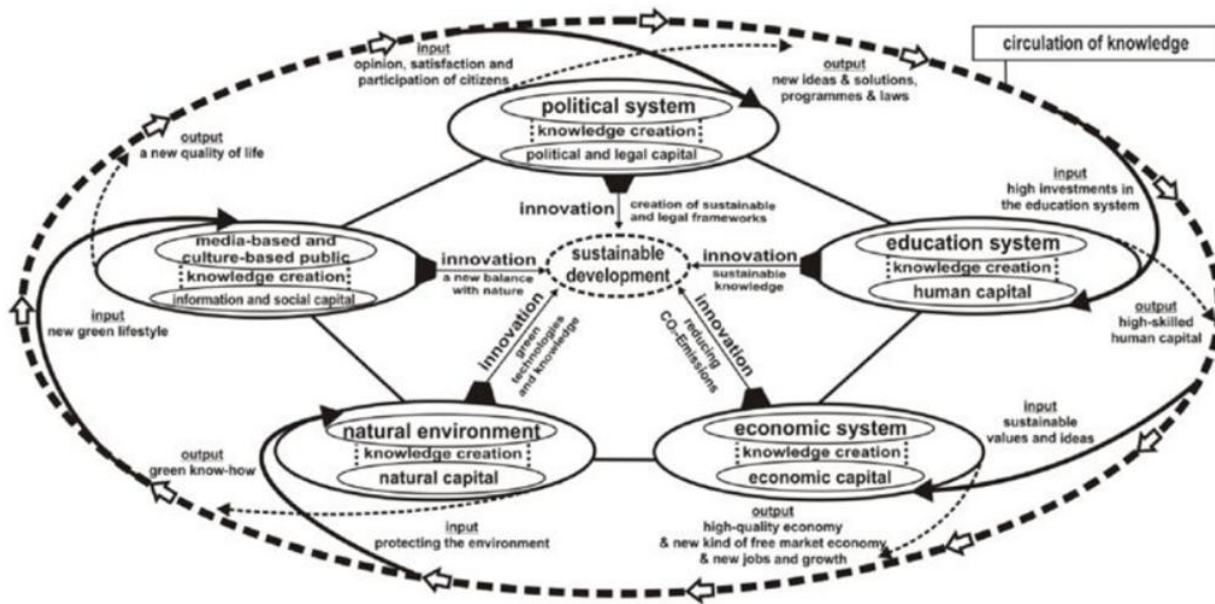 circulation of knowledge
input
opinion, satisfaction and
participation of citizens
output
new ideas & solutions,
programmes & laws
political system
knowledge creation
political and legal capital
innovation
creation of sustainable
and legal frameworks
output
a new quality of life
input
high investments in
the education system
media-based and
culture-based public
knowledge creation
information and social capital
innovation
a new balance
with nature
sustainable
development
innovation
sustainable
knowledge
education system
knowledge creation
human capital
input
new green lifestyle
output
high-skilled
human capital
innovation
green
technologies
and knowledge
innovation
reducing
CO₂-Emissions
natural environment
knowledge creation
natural capital
economic system
knowledge creation
economic capital
input
sustainable
values and ideas
output
green know-how
input
protecting the environment
output
high-quality economy
& new kind of free market economy
& new jobs and growth